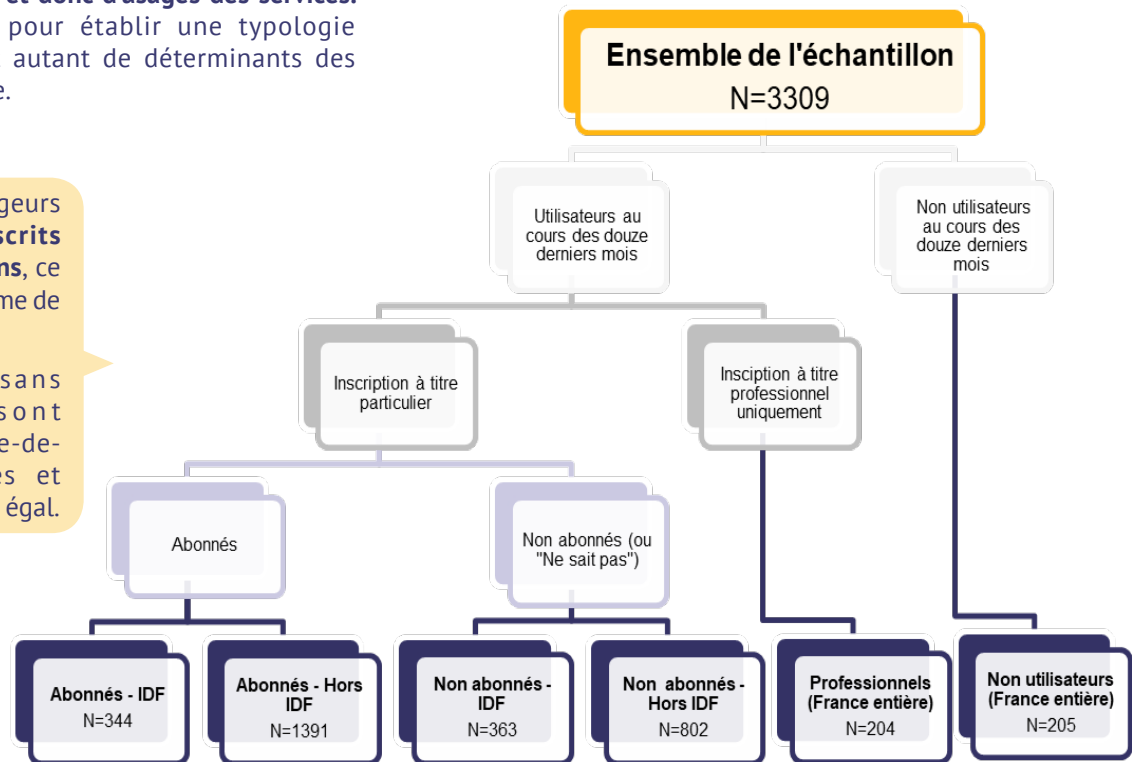 et donc d'usages des services.
pour établir une typologie
autant de déterminants des
Ensemble de l'échantillon
N=3309
Utilisateurs au
cours des douze
derniers mois
Non utilisateurs
au cours des
douze derniers
mois
scrits
ns, ce
me de
sans
sont
es et
égal.
Inscription à titre
particulier
Insciption à titre
professionnel
uniquement
Abonnés
Non abonnés (ou
"Ne sait pas")
Abonnés - IDF
N=344
Abonnés - Hors
IDF
N=1391
Non abonnés -
IDF
N=363
Non abonnés -
Hors IDF
N=802
Professionnels
(France entière)
N=204
Non utilisateurs
(France entière)
N=205